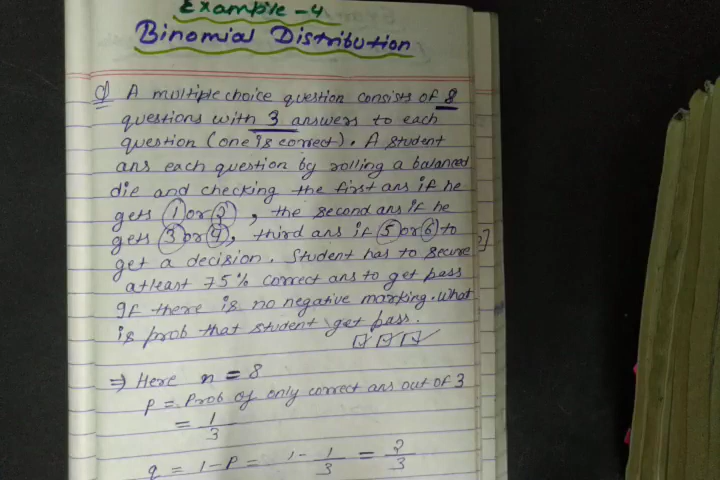 Example-4
Binomial Distribution
Q A multiple choice question consists of 8
questions with 3 answers to each
question (one is correct). A student
ans each question by rolling a balanced
die and checking the first ans if he
gets 1 or 2, the second ans if he
gets 3 or 4, third ans if 5 or 6 to
get a decision. Student has to secure
atleast 75% correct ans to get pass
If there is no negative marking. What
is prob that student get pass.
⇒ Here n = 8
P = Prob of only correct ans out of 3
= 1/3
q = 1-P = 1 - 1/3 = 2/3